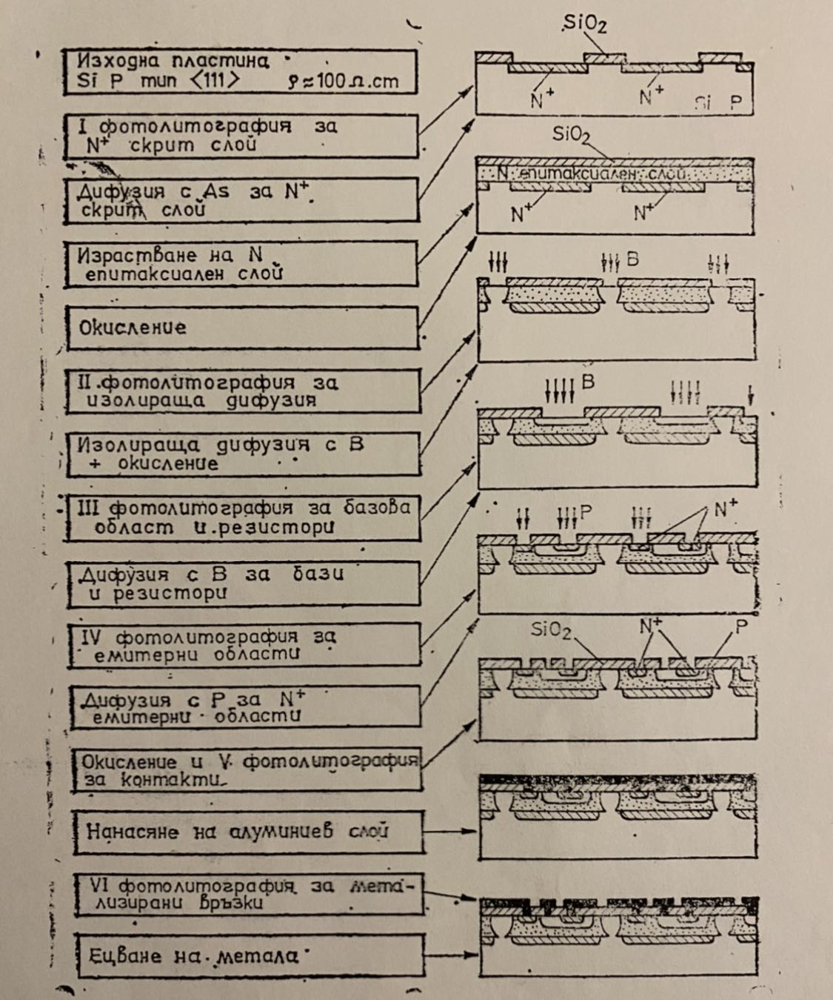 Изходна пластина
Si P тип <111> ρ≈100Ω.cm
I фотолитография за
N+ скрит слой
Дифузия с As за N+
скрит слой
Израстване на N
епитаксиален слой
Окисление
II.фотолитография за
изолираща дифузия
Изолираща дифузия с B
+ окисление
III фотолитография за базова
област и.резистори
Дифузия с B за бази
и резистори
IV фотолитография за
емитерни области
Дифузия с P за N+
емитерни области
Окисление и V фотолитография
за контакти
Нанасяне на алуминиев слой
VI фотолитография за мета-
лизирани връзки
Ецване на метала
SiO2
N+ N+ Si P
SiO2
N епитаксиален слой
N+ N+
B
B
P N+
SiO2 N+ P